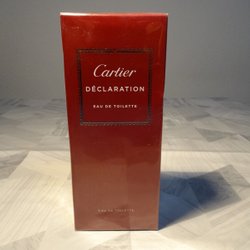 Cartier
DÉCLARATION
EAU DE TOILETTE
EAU DE TOILETTE